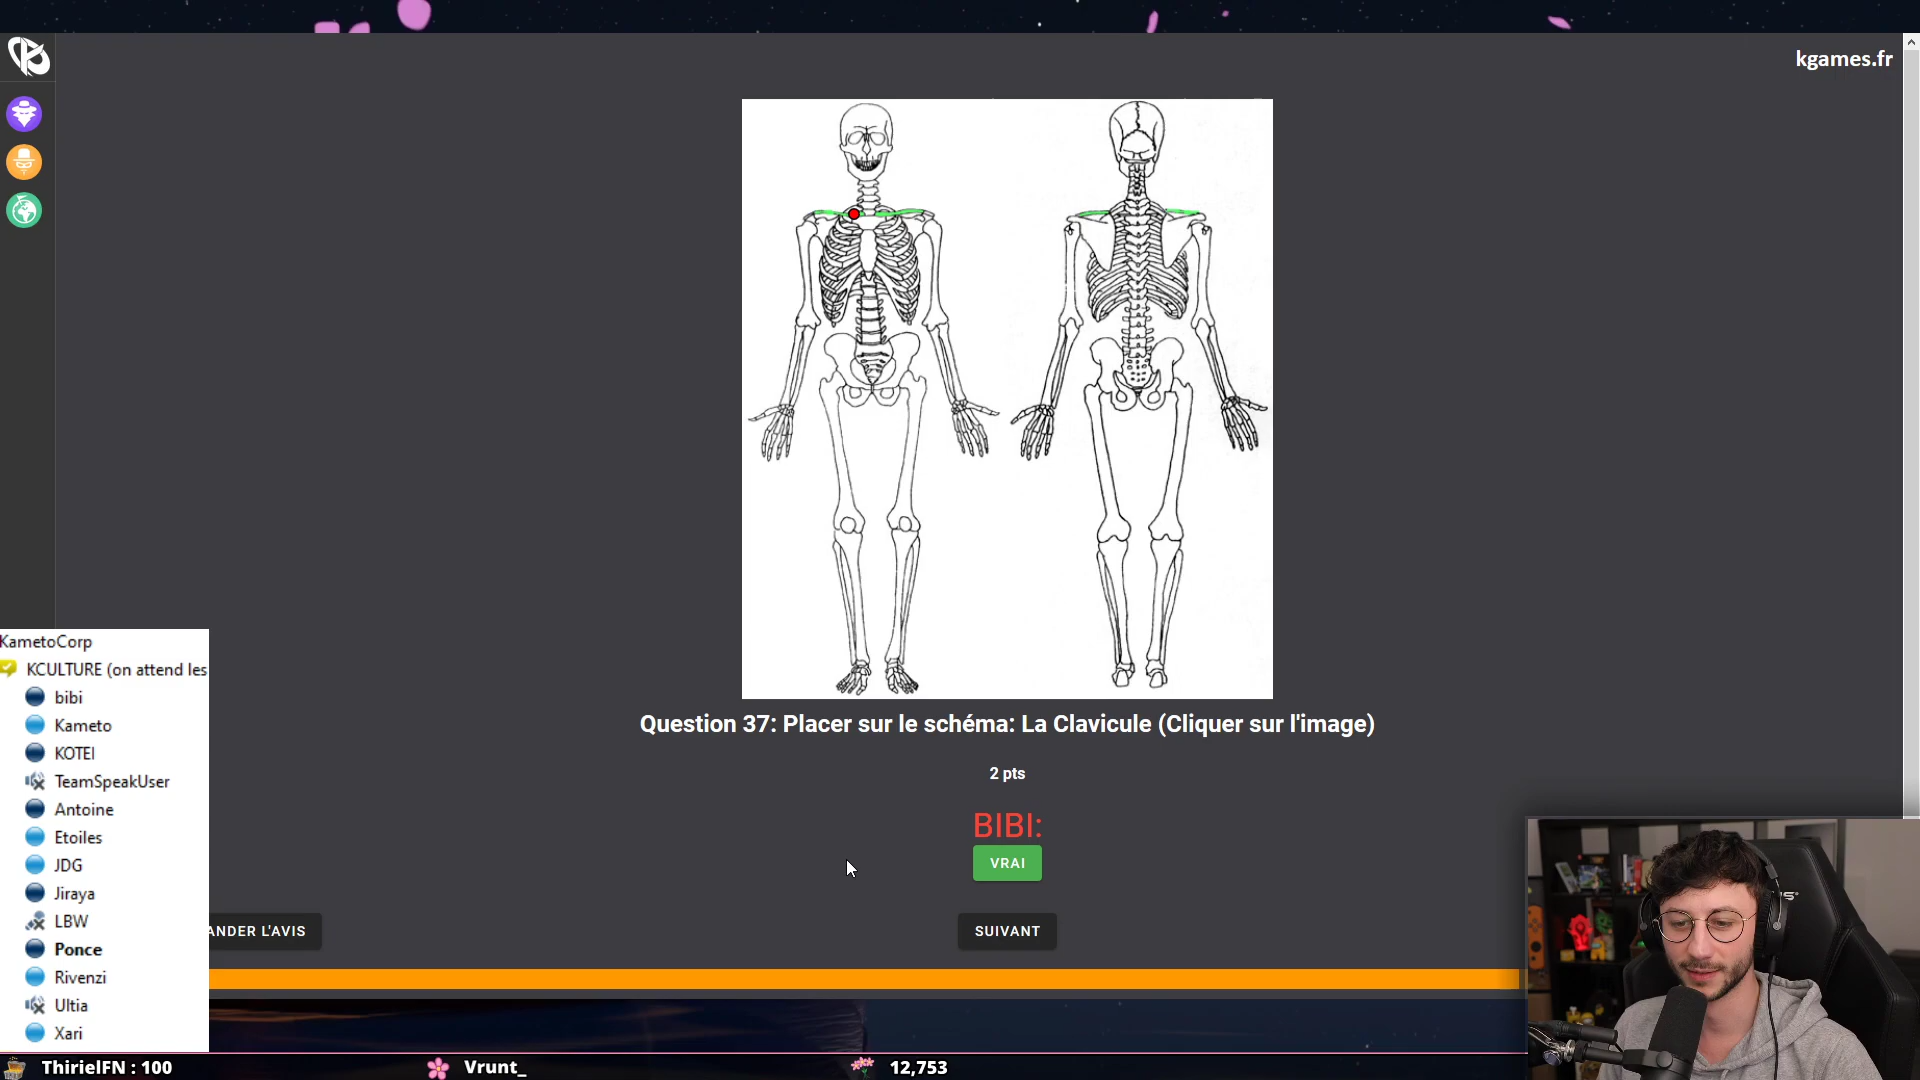 kgames.fr
Question 37: Placer sur le schéma: La Clavicule (Cliquer sur l'image)
2 pts
BIBI:
VRAI
ANDER L'AVIS
SUIVANT
KametoCorp
KCULTURE (on attend les
bibi
Kameto
KOTEI
TeamSpeakUser
Antoine
Etoiles
JDG
Jiraya
LBW
Ponce
Rivenzi
Ultia
Xari
ThirielFN : 100
Vrunt_
12,753